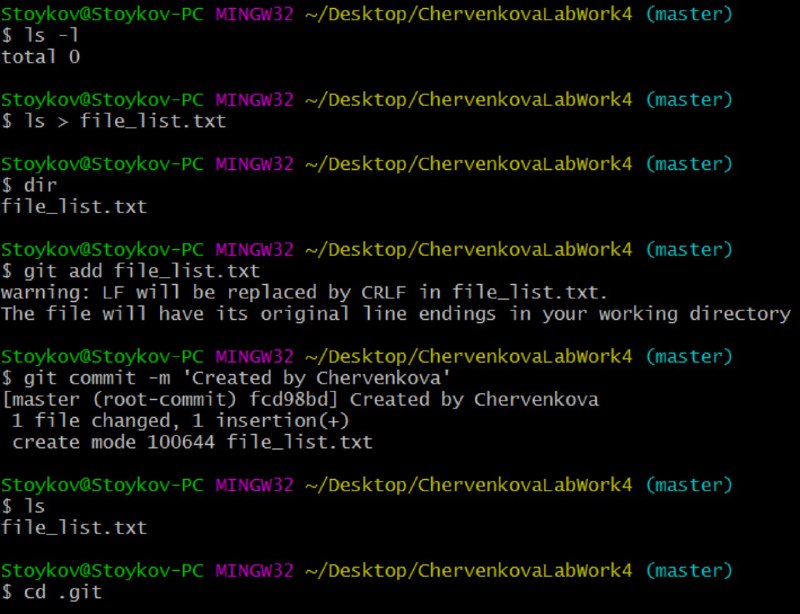 Stoykov@Stoykov-PC MINGW32 ~/Desktop/ChervenkovaLabWork4 (master)
$ ls -l
total 0
Stoykov@Stoykov-PC MINGW32 ~/Desktop/ChervenkovaLabWork4 (master)
$ ls > file_list.txt
Stoykov@Stoykov-PC MINGW32 ~/Desktop/ChervenkovaLabWork4 (master)
$ dir
file_list.txt
Stoykov@Stoykov-PC MINGW32 ~/Desktop/ChervenkovaLabWork4 (master)
$ git add file_list.txt
warning: LF will be replaced by CRLF in file_list.txt.
The file will have its original line endings in your working directory
Stoykov@Stoykov-PC MINGW32 ~/Desktop/ChervenkovaLabWork4 (master)
$ git commit -m 'Created by Chervenkova'
[master (root-commit) fcd98bd] Created by Chervenkova
 1 file changed, 1 insertion(+)
 create mode 100644 file_list.txt
Stoykov@Stoykov-PC MINGW32 ~/Desktop/ChervenkovaLabWork4 (master)
$ ls
file_list.txt
Stoykov@Stoykov-PC MINGW32 ~/Desktop/ChervenkovaLabWork4 (master)
$ cd .git